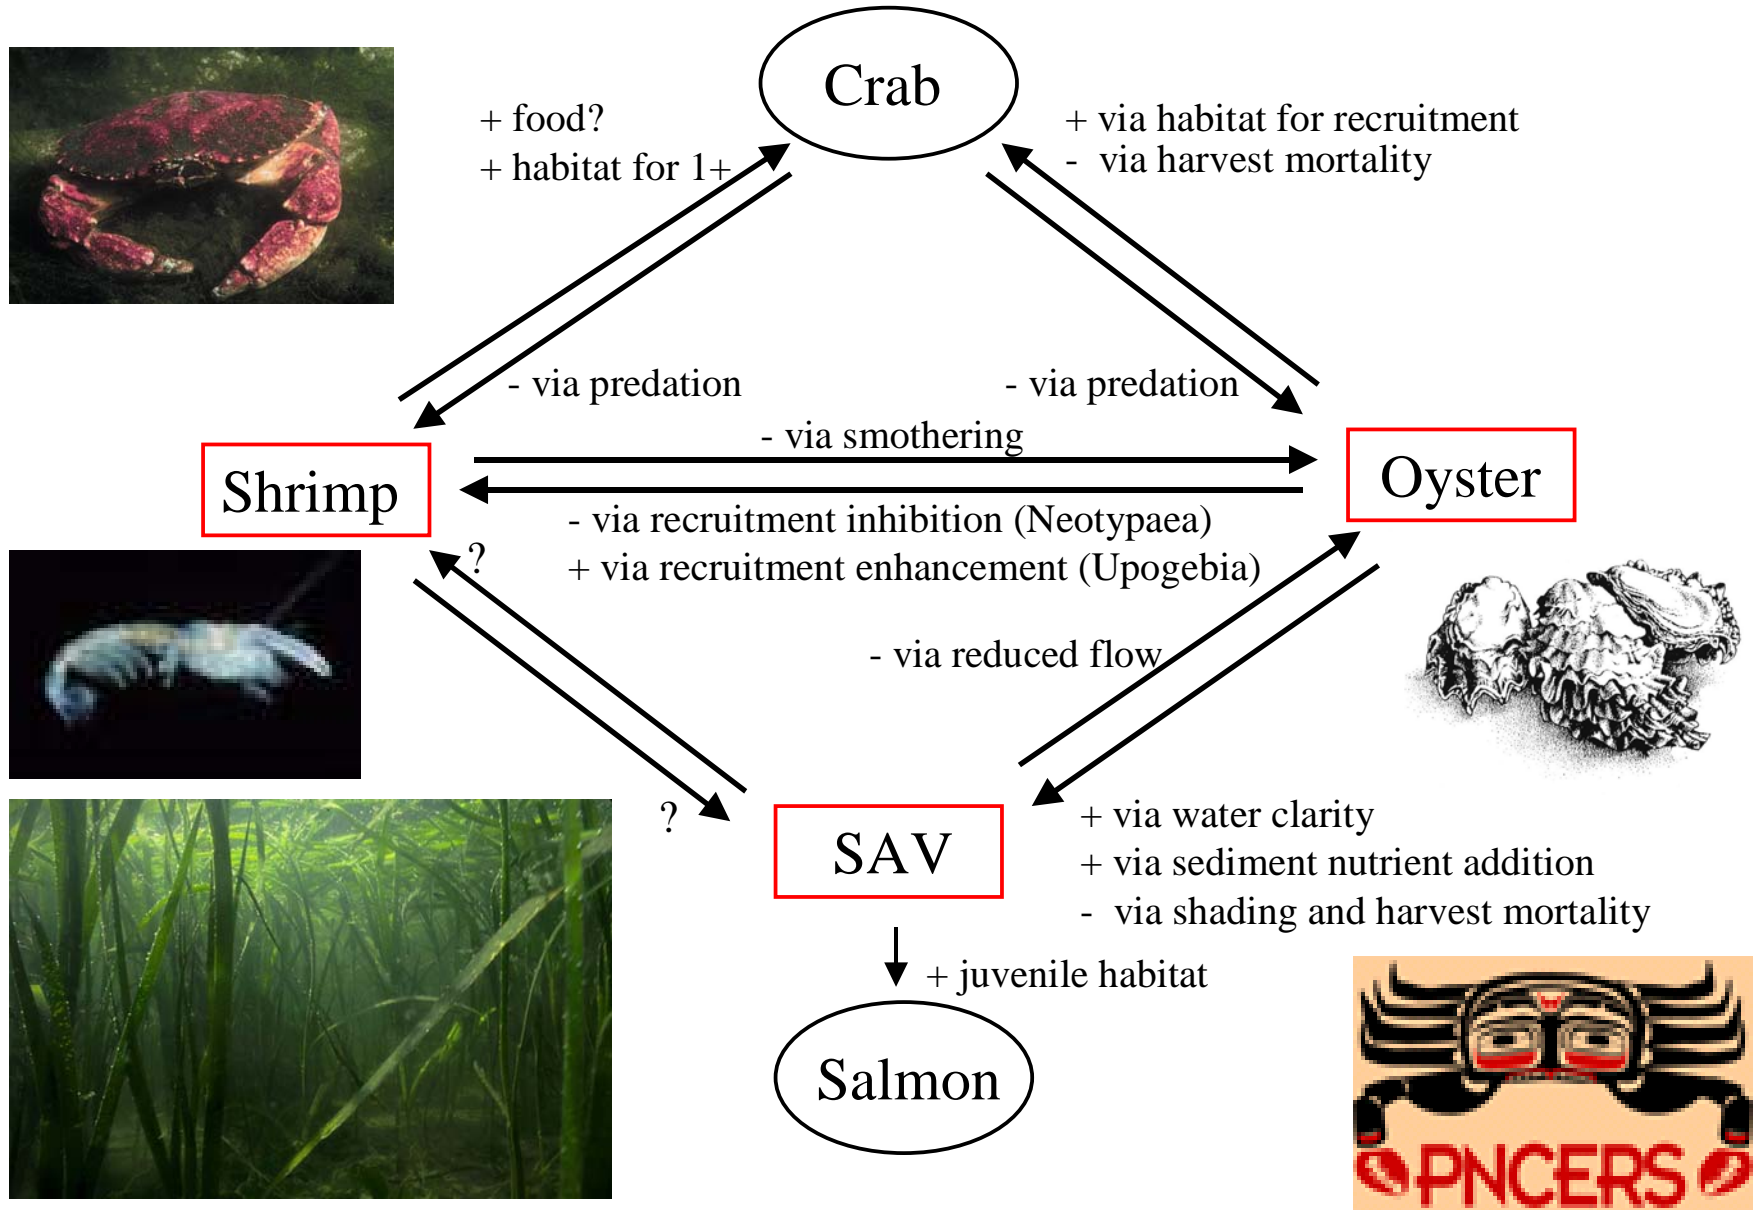 Crab
+ food?
+ habitat for 1+
+ via habitat for recruitment
- via harvest mortality
- via predation
- via predation
- via smothering
Shrimp
Oyster
- via recruitment inhibition (Neotypaea)
+ via recruitment enhancement (Upogebia)
?
- via reduced flow
?
SAV
+ via water clarity
+ via sediment nutrient addition
- via shading and harvest mortality
+ juvenile habitat
Salmon
PNCERS